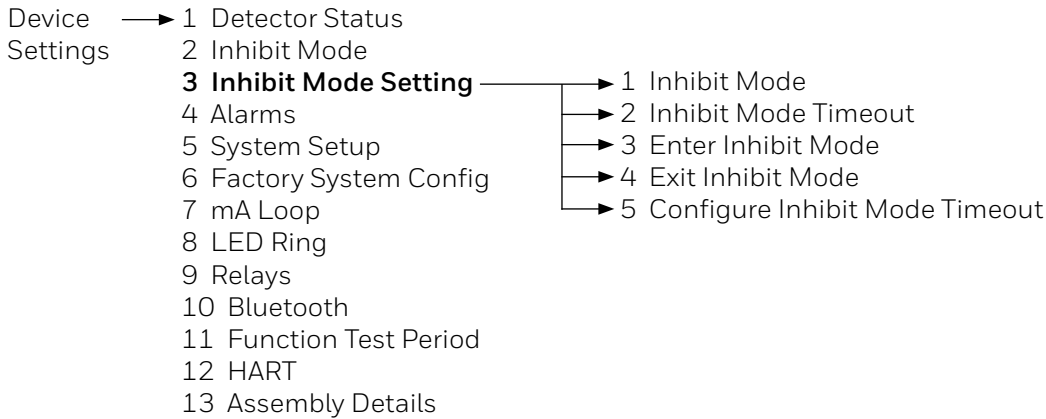 Device
Settings
1 Detector Status
2 Inhibit Mode
3 Inhibit Mode Setting
4 Alarms
5 System Setup
6 Factory System Config
7 mA Loop
8 LED Ring
9 Relays
10 Bluetooth
11 Function Test Period
12 HART
13 Assembly Details
1 Inhibit Mode
2 Inhibit Mode Timeout
3 Enter Inhibit Mode
4 Exit Inhibit Mode
5 Configure Inhibit Mode Timeout